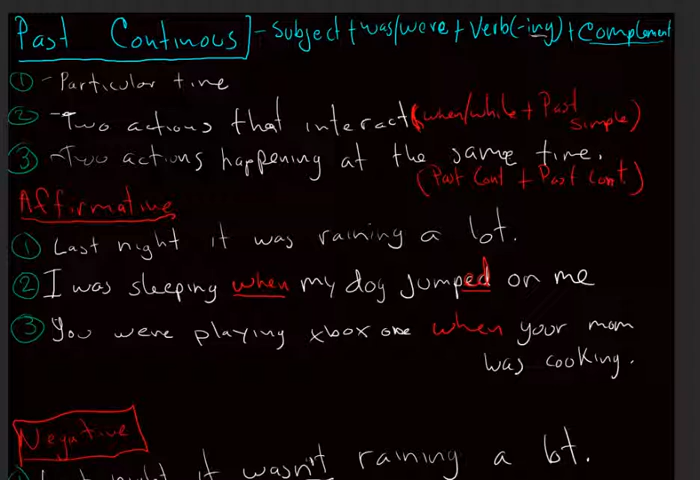 Past Continous - Subject + was/were + Verb(-ing) + Complement
① - Particular time
② - Two actions that interact (when/while + Past simple)
③ - Two actions happening at the same time.
(Past Cont + Past Cont.)
Affirmative
① Last night it was raining a lot.
② I was sleeping when my dog jumped on me
③ You were playing xbox one when your mom
was cooking.
Negative
night it wasn't raining a lot.